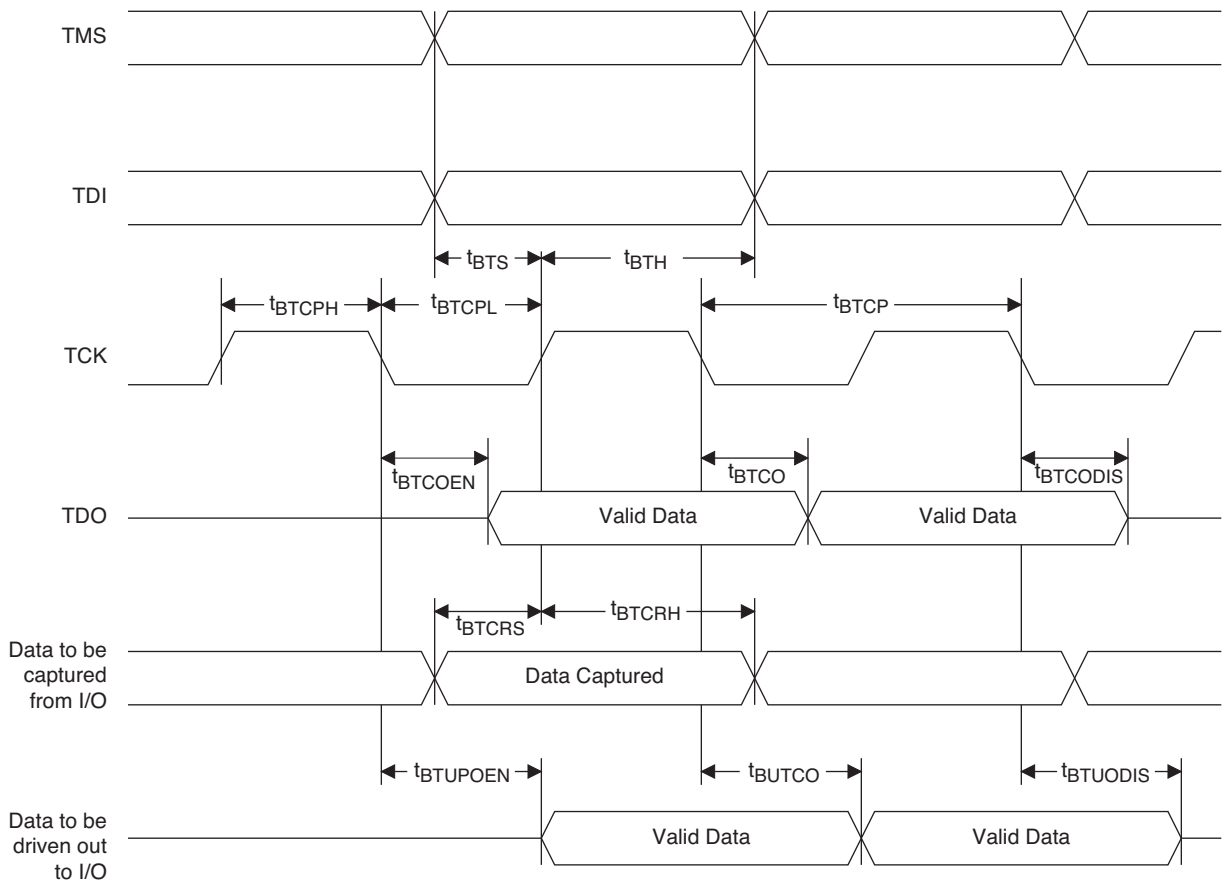 TMS
TDI
tBTS
tBTH
tBTCPH
tBTCPL
tBTCP
TCK
tBTCOEN
tBTCO
tBTCODIS
TDO
Valid Data
Valid Data
tBTCRS
tBTCRH
Data to be
captured
from I/O
Data Captured
tBTUPOEN
tBUTCO
tBTUODIS
Data to be
driven out
to I/O
Valid Data
Valid Data